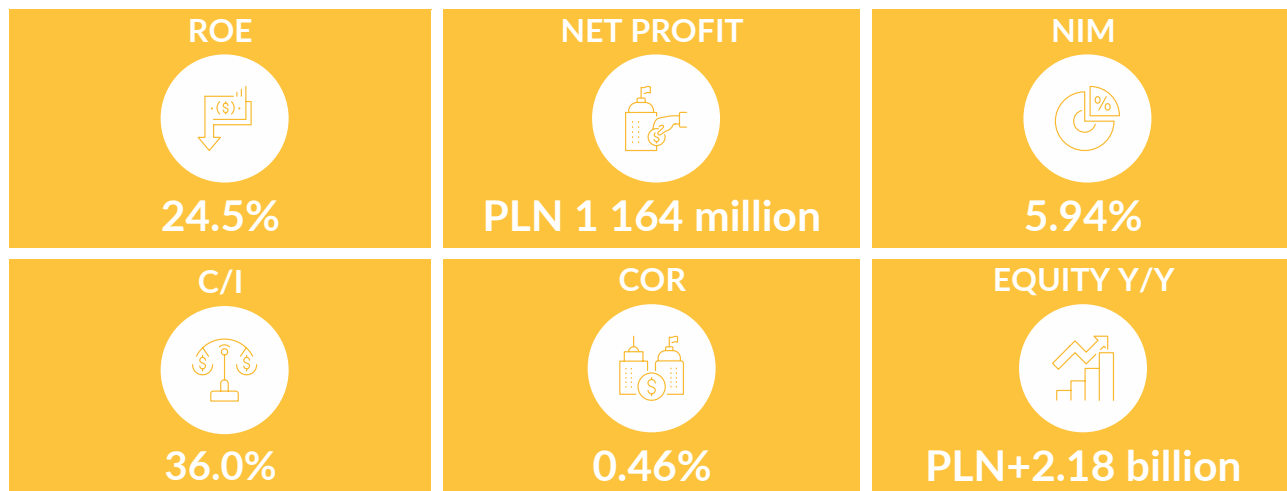 ROE
24.5%
NET PROFIT
PLN 1 164 million
NIM
%
5.94%
C/I
$ $
36.0%
COR
$
0.46%
EQUITY Y/Y
PLN+2.18 billion